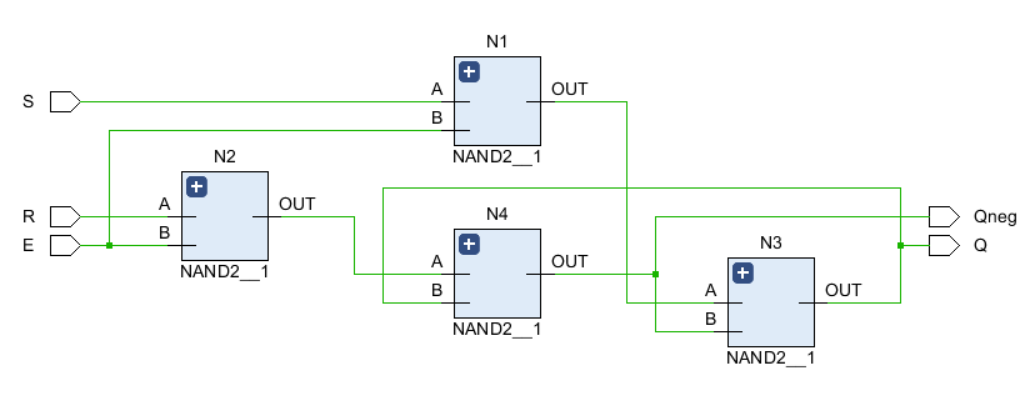 N1
S
A
OUT
B
NAND2__1
N2
R
A
OUT
E
B
NAND2__1
N4
A
OUT
B
NAND2__1
Qneg
Q
N3
A
OUT
B
NAND2__1